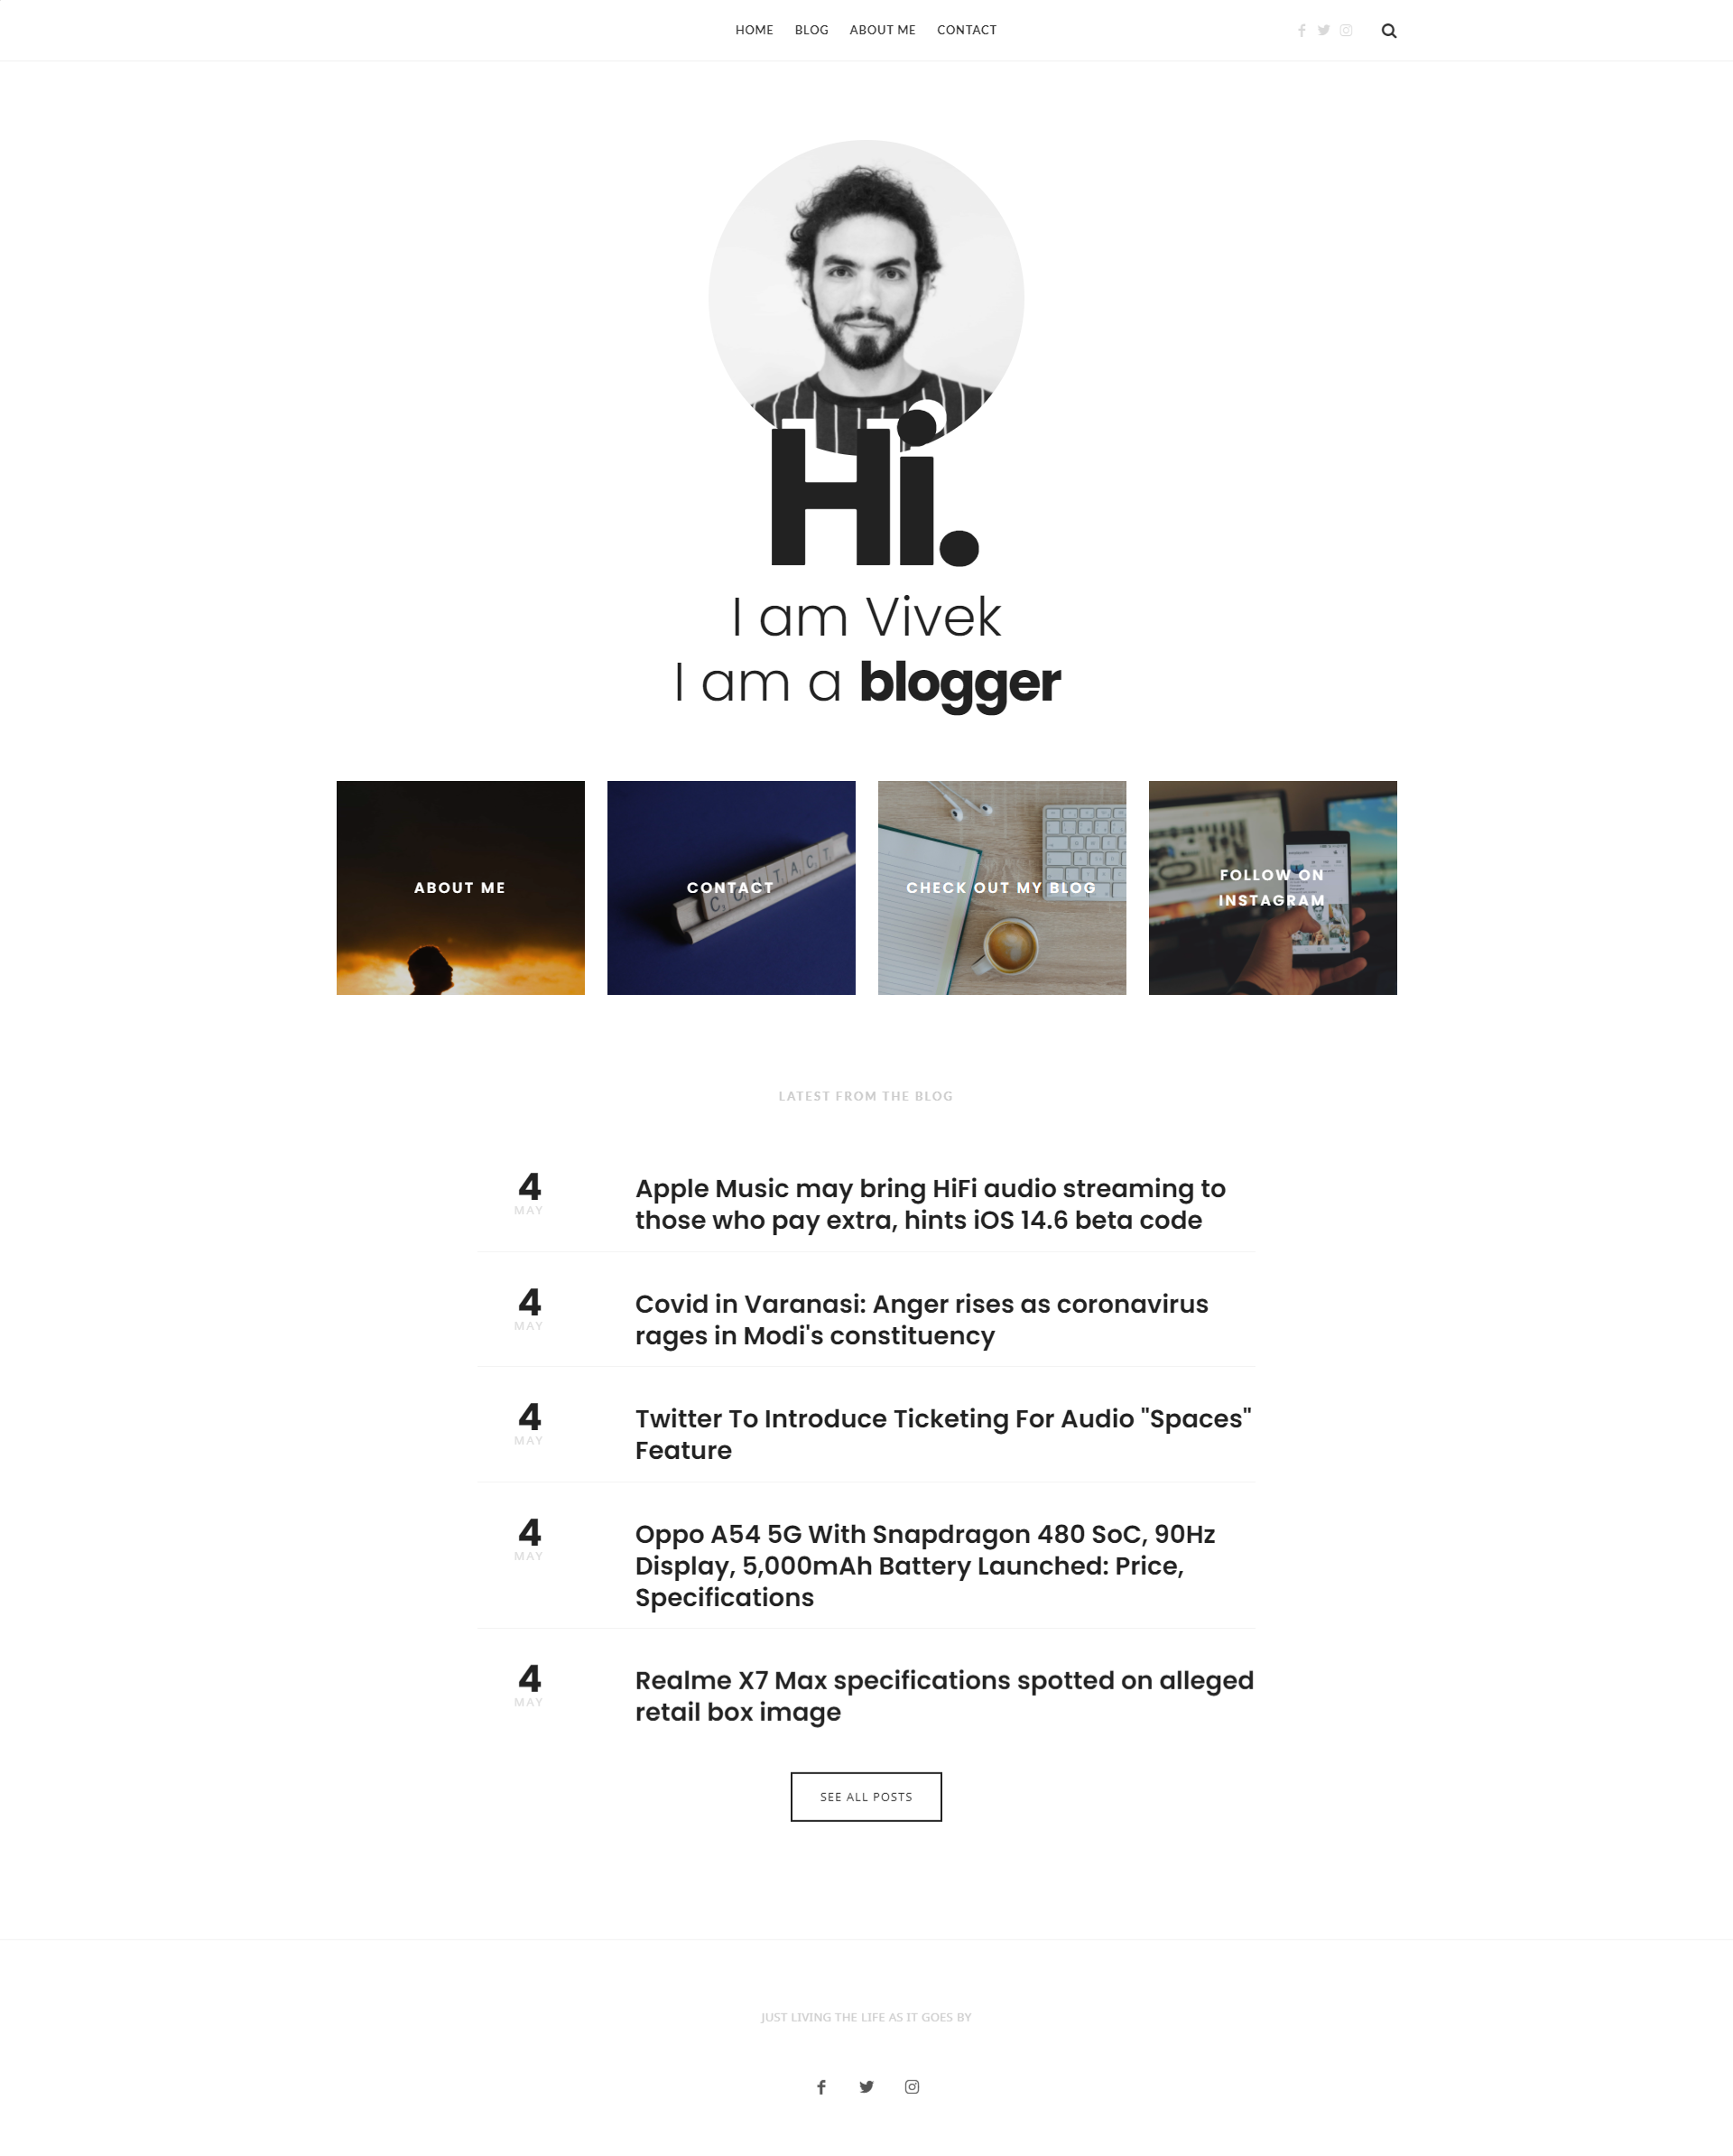 HOME BLOG ABOUT ME CONTACT
Hi.
I am Vivek
I am a blogger
ABOUT ME
CONTACT
CONTACT
CHECK OUT MY BLOG
FOLLOW ON
INSTAGRAM
LATEST FROM THE BLOG
4
MAY
Apple Music may bring HiFi audio streaming to
those who pay extra, hints iOS 14.6 beta code
4
MAY
Covid in Varanasi: Anger rises as coronavirus
rages in Modi's constituency
4
MAY
Twitter To Introduce Ticketing For Audio "Spaces"
Feature
4
MAY
Oppo A54 5G With Snapdragon 480 SoC, 90Hz
Display, 5,000mAh Battery Launched: Price,
Specifications
4
MAY
Realme X7 Max specifications spotted on alleged
retail box image
SEE ALL POSTS
JUST LIVING THE LIFE AS IT GOES BY